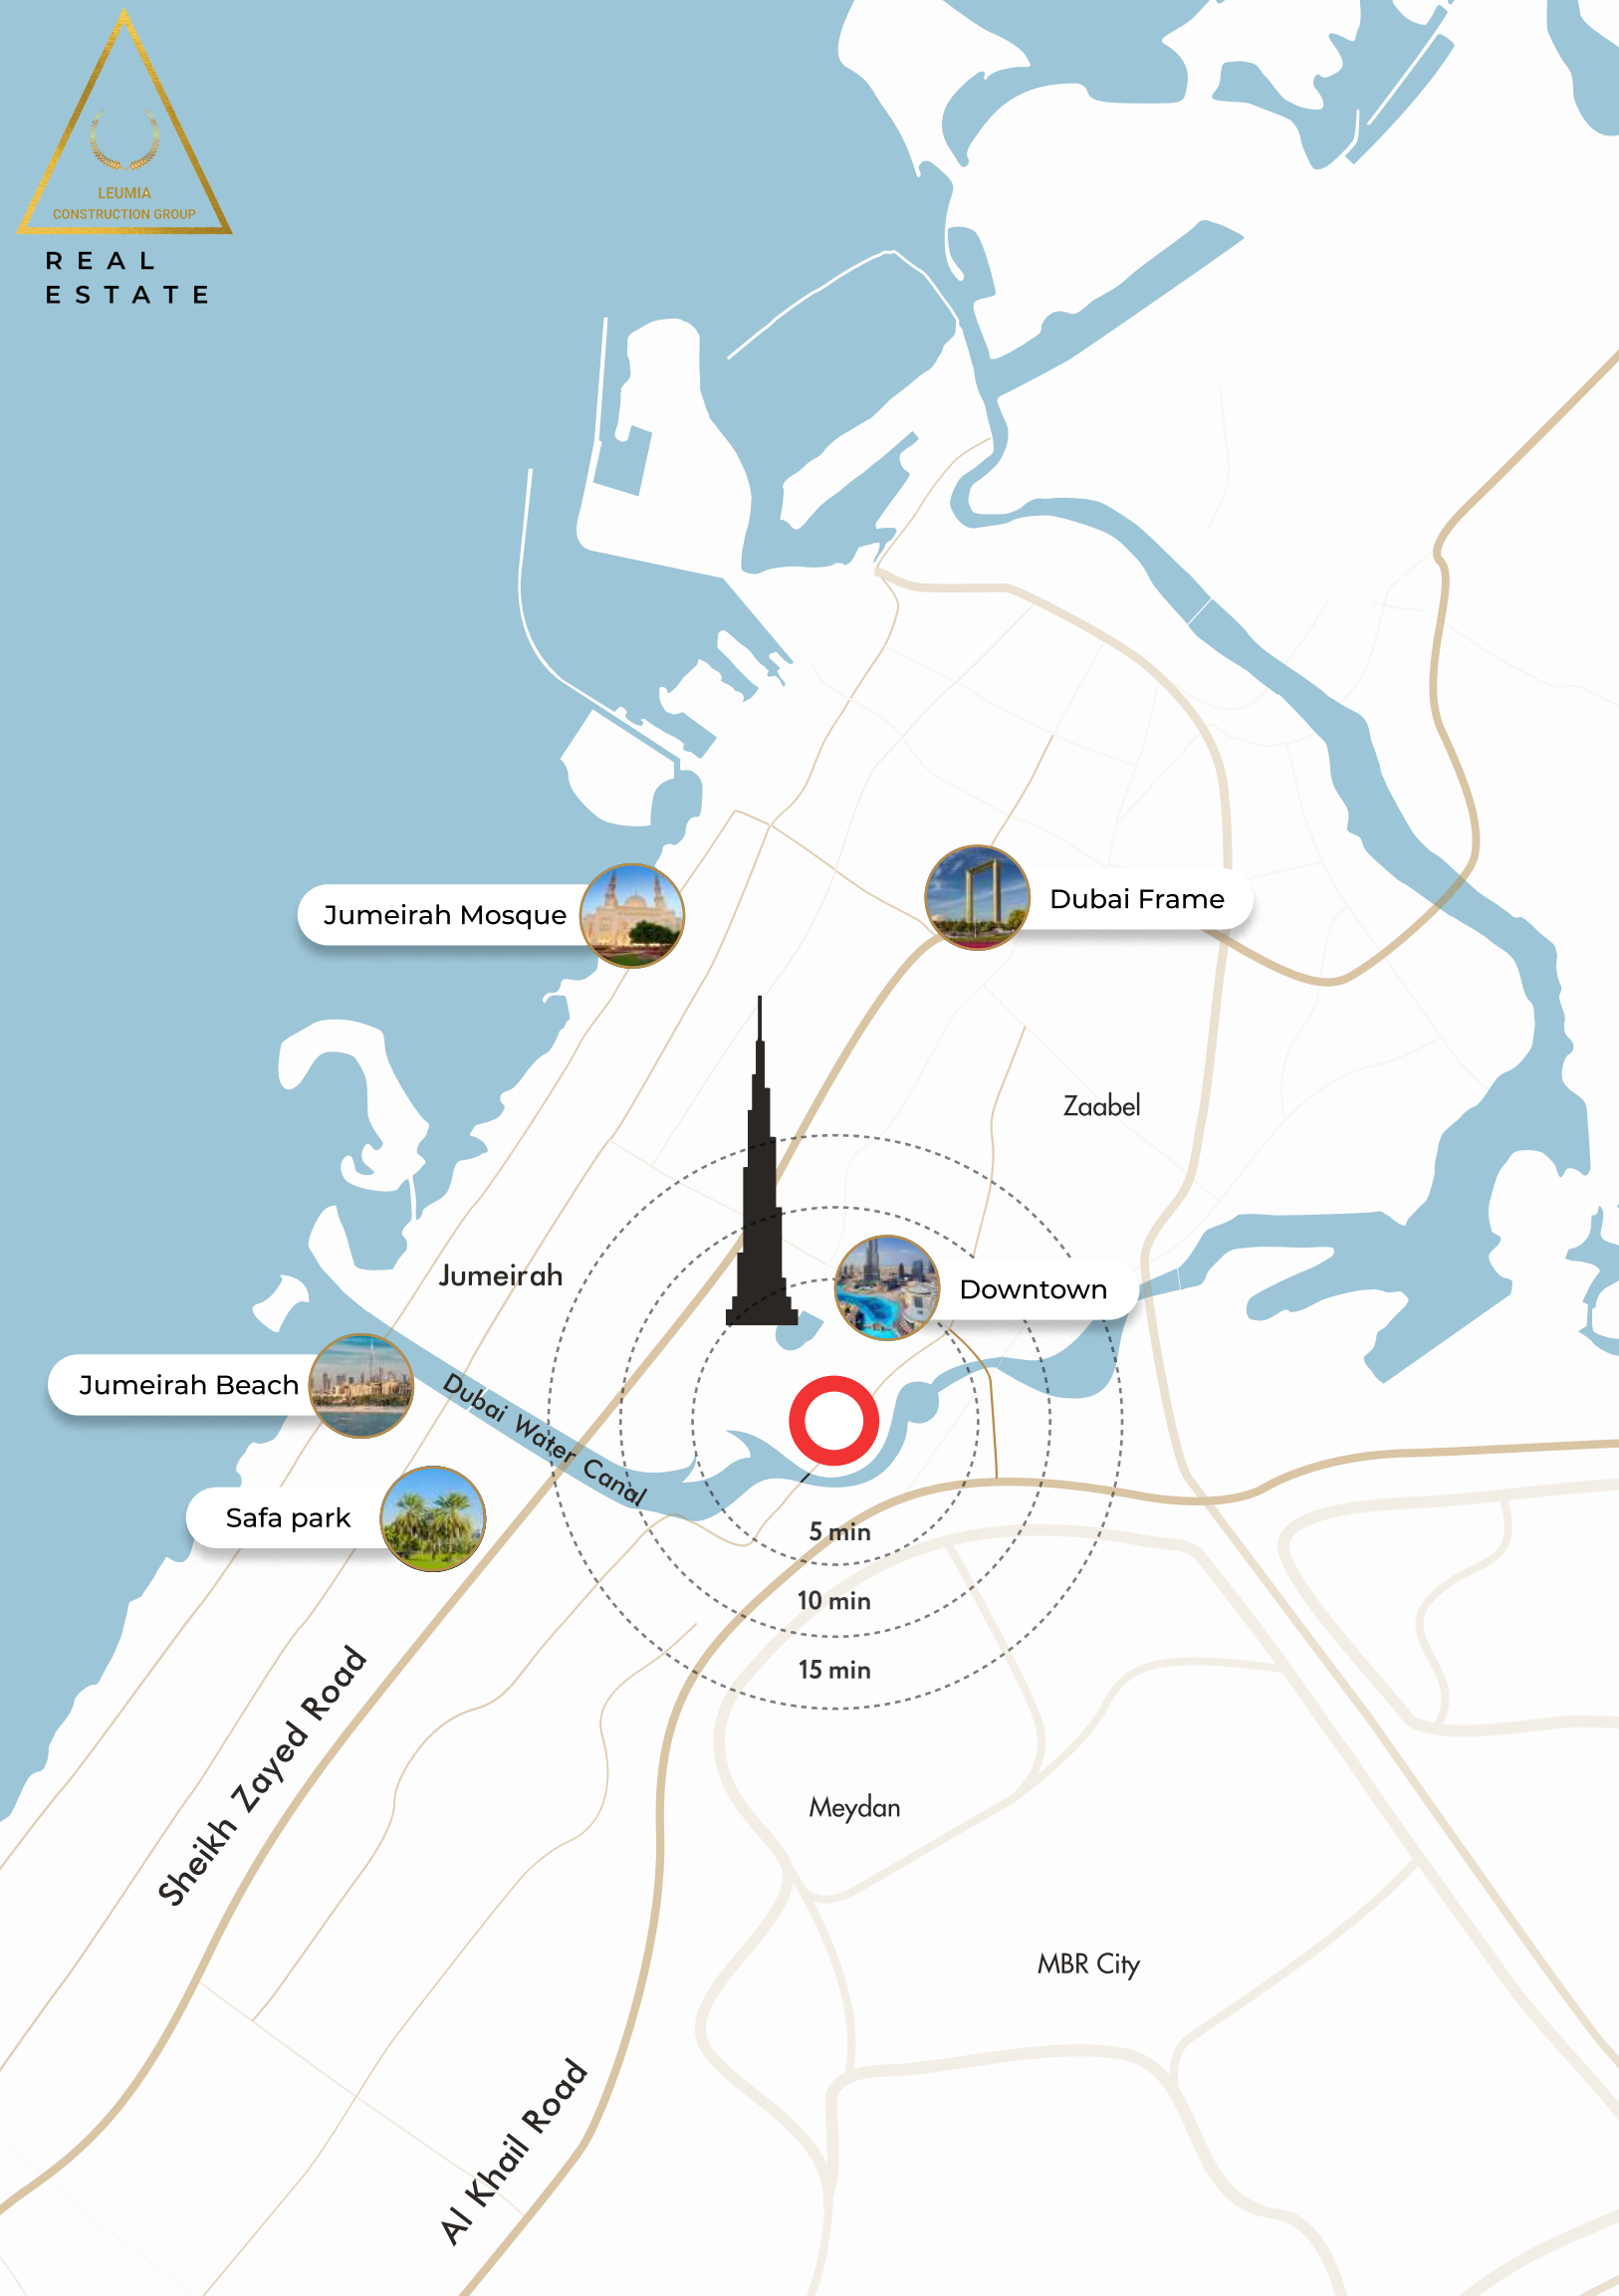 LEUMIA
CONSTRUCTION GROUP
REAL
ESTATE
Jumeirah Mosque
Dubai Frame
Zaabel
Jumeirah
Downtown
Jumeirah Beach
Dubai Water Canal
Safa park
5 min
10 min
15 min
Sheikh Zayed Road
Meydan
MBR City
Al Khail Road